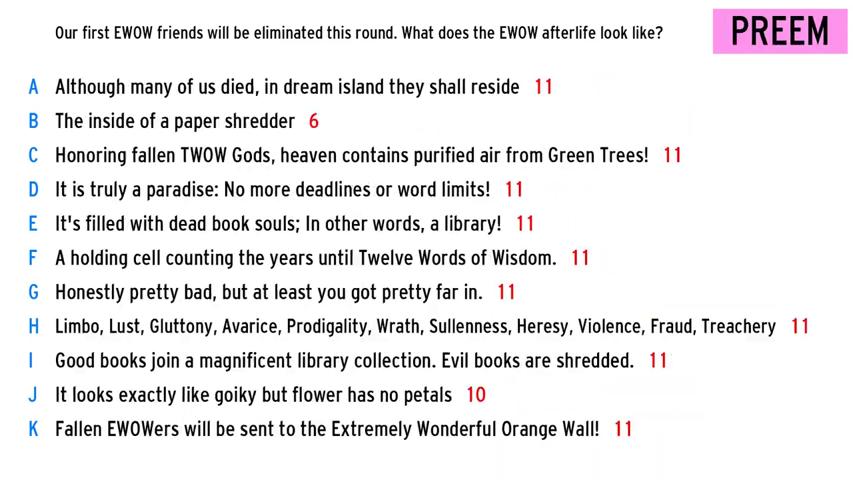 Our first EWOW friends will be eliminated this round. What does the EWOW afterlife look like?
PREEM
A Although many of us died, in dream island they shall reside 11
B The inside of a paper shredder 6
C Honoring fallen TWOW Gods, heaven contains purified air from Green Trees! 11
D It is truly a paradise: No more deadlines or word limits! 11
E It's filled with dead book souls; In other words, a library! 11
F A holding cell counting the years until Twelve Words of Wisdom. 11
G Honestly pretty bad, but at least you got pretty far in. 11
H Limbo, Lust, Gluttony, Avarice, Prodigality, Wrath, Sullenness, Heresy, Violence, Fraud, Treachery 11
I Good books join a magnificent library collection. Evil books are shredded. 11
J It looks exactly like goiky but flower has no petals 10
K Fallen EWOWers will be sent to the Extremely Wonderful Orange Wall! 11